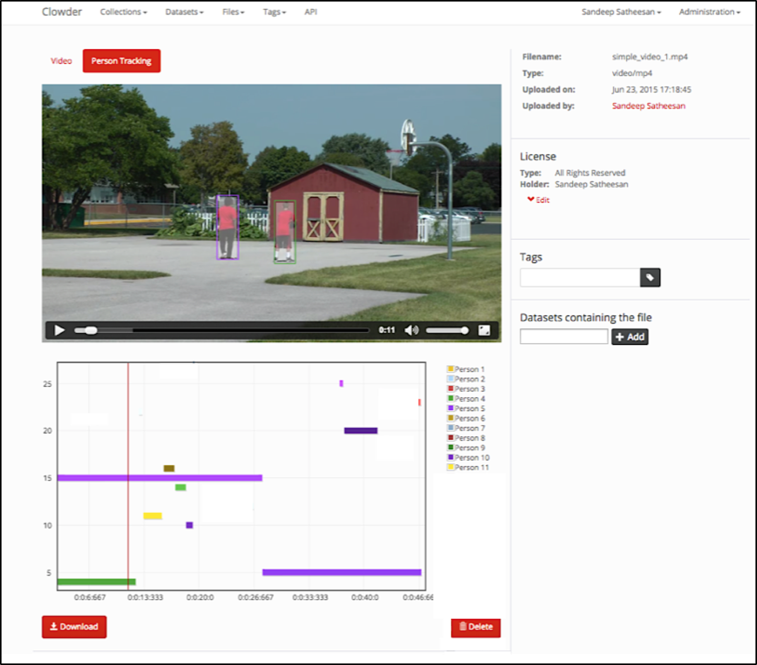 Clowder Collections Datasets Files Tags API Sandeep Satheesan Administration
Video Person Tracking
Filename: simple_video_1.mp4
Type: video/mp4
Uploaded on: Jun 23, 2015 17:18:45
Uploaded by: Sandeep Satheesan
License
Type: All Rights Reserved
Holder: Sandeep Satheesan
Edit
Tags
Datasets containing the file
+ Add
0:11
25
20
15
10
5
0:0:6:667 0:0:13:333 0:0:20:0 0:0:26:667 0:0:33:333 0:0:40:0 0:0:46:66
Person 1
Person 2
Person 3
Person 4
Person 5
Person 6
Person 7
Person 8
Person 9
Person 10
Person 11
Download Delete